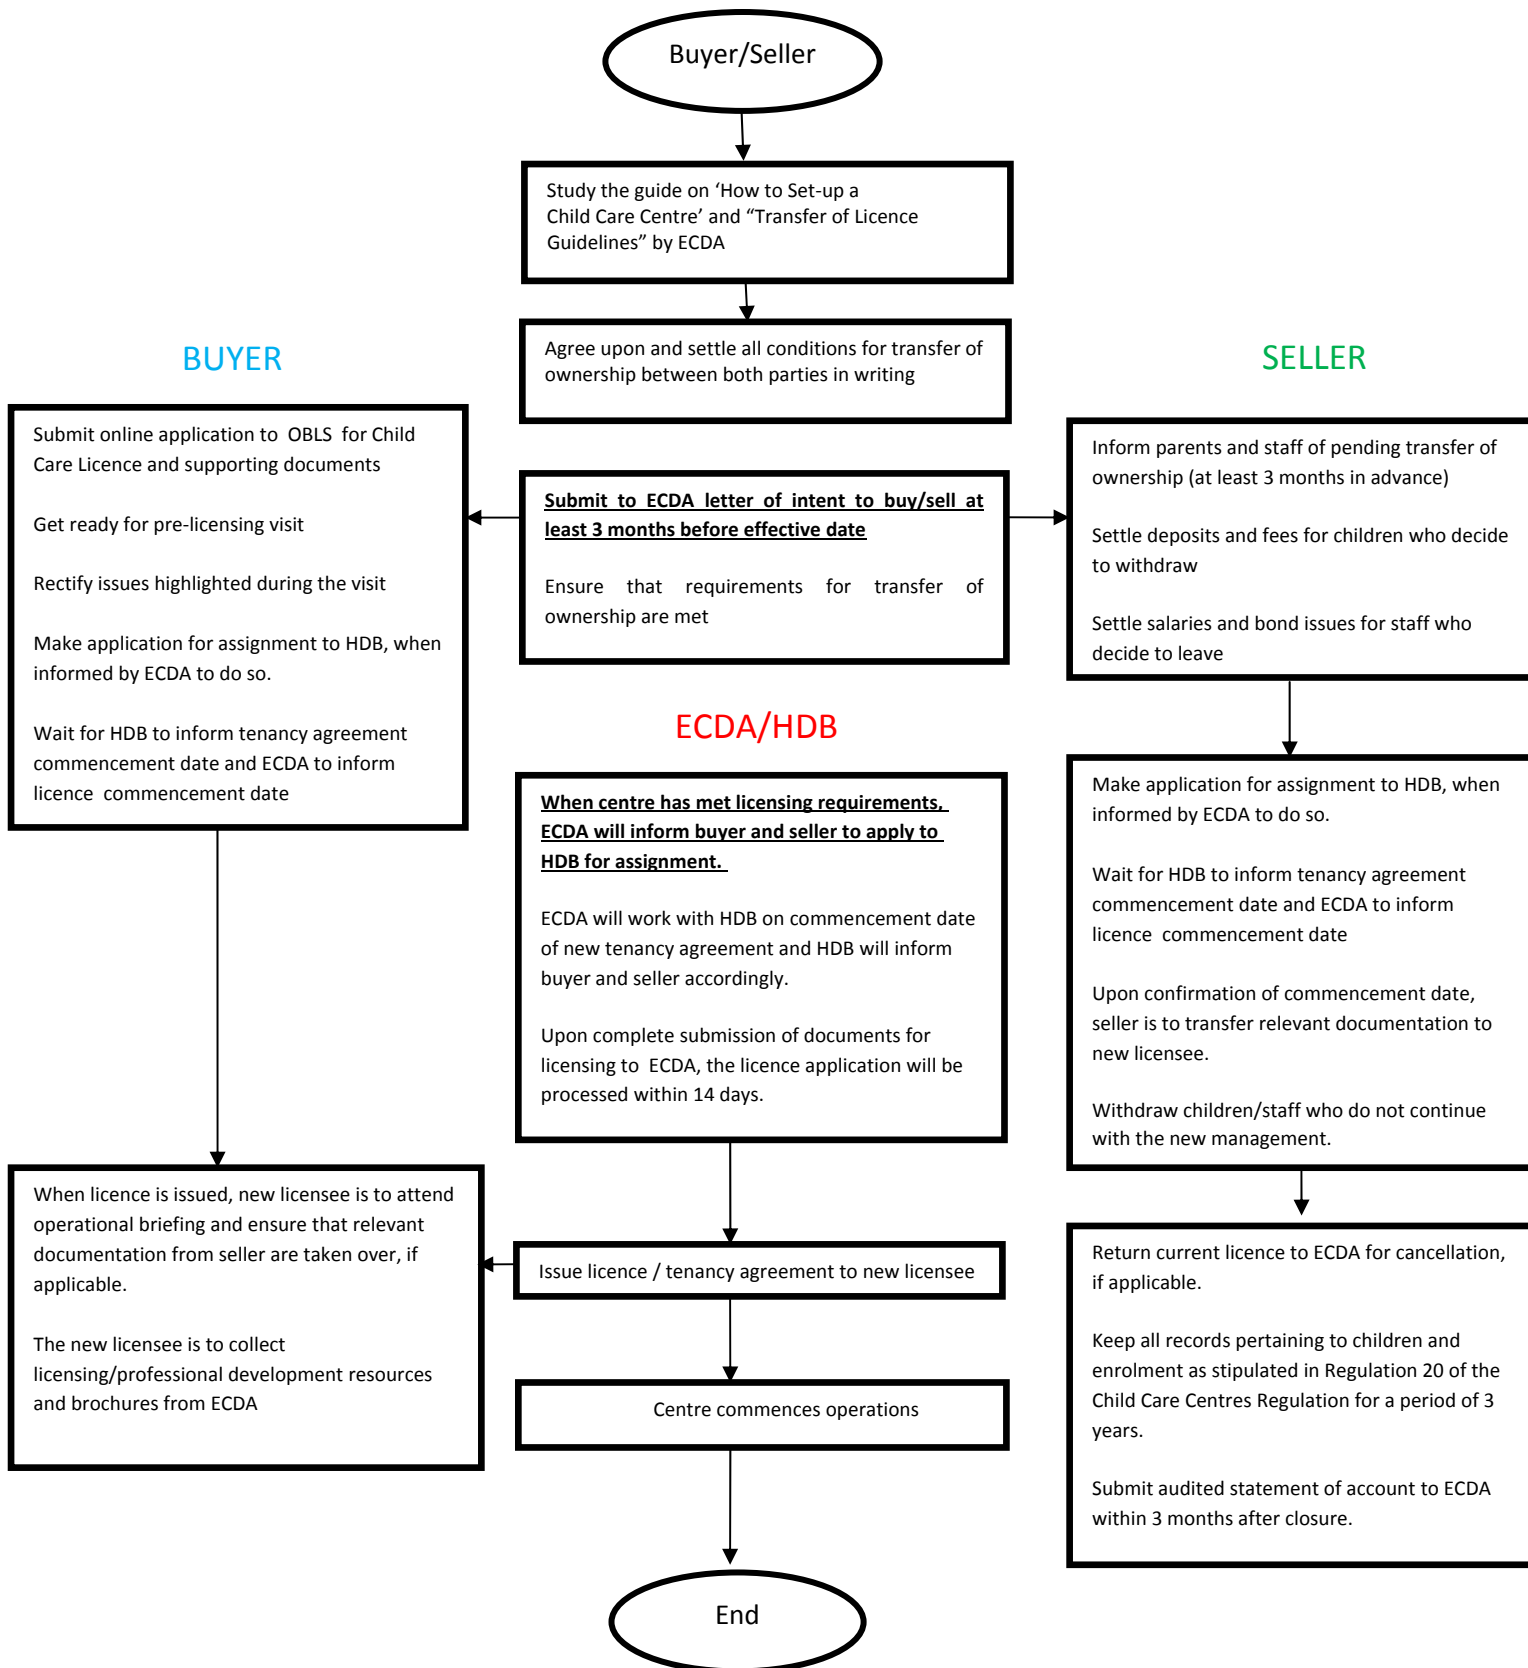 Buyer/Seller
Study the guide on ‘How to Set-up a
Child Care Centre’ and “Transfer of Licence
Guidelines” by ECDA
Agree upon and settle all conditions for transfer of
ownership between both parties in writing
BUYER
Submit online application to OBLS for Child
Care Licence and supporting documents
Get ready for pre-licensing visit
Rectify issues highlighted during the visit
Make application for assignment to HDB, when
informed by ECDA to do so.
Wait for HDB to inform tenancy agreement
commencement date and ECDA to inform
licence commencement date
Submit to ECDA letter of intent to buy/sell at
least 3 months before effective date
Ensure that requirements for transfer of
ownership are met
SELLER
Inform parents and staff of pending transfer of
ownership (at least 3 months in advance)
Settle deposits and fees for children who decide
to withdraw
Settle salaries and bond issues for staff who
decide to leave
ECDA/HDB
When centre has met licensing requirements,
ECDA will inform buyer and seller to apply to
HDB for assignment.
ECDA will work with HDB on commencement date
of new tenancy agreement and HDB will inform
buyer and seller accordingly.
Upon complete submission of documents for
licensing to ECDA, the licence application will be
processed within 14 days.
Make application for assignment to HDB, when
informed by ECDA to do so.
Wait for HDB to inform tenancy agreement
commencement date and ECDA to inform
licence commencement date
Upon confirmation of commencement date,
seller is to transfer relevant documentation to
new licensee.
Withdraw children/staff who do not continue
with the new management.
When licence is issued, new licensee is to attend
operational briefing and ensure that relevant
documentation from seller are taken over, if
applicable.
The new licensee is to collect
licensing/professional development resources
and brochures from ECDA
Issue licence / tenancy agreement to new licensee
Centre commences operations
Return current licence to ECDA for cancellation,
if applicable.
Keep all records pertaining to children and
enrolment as stipulated in Regulation 20 of the
Child Care Centres Regulation for a period of 3
years.
Submit audited statement of account to ECDA
within 3 months after closure.
End